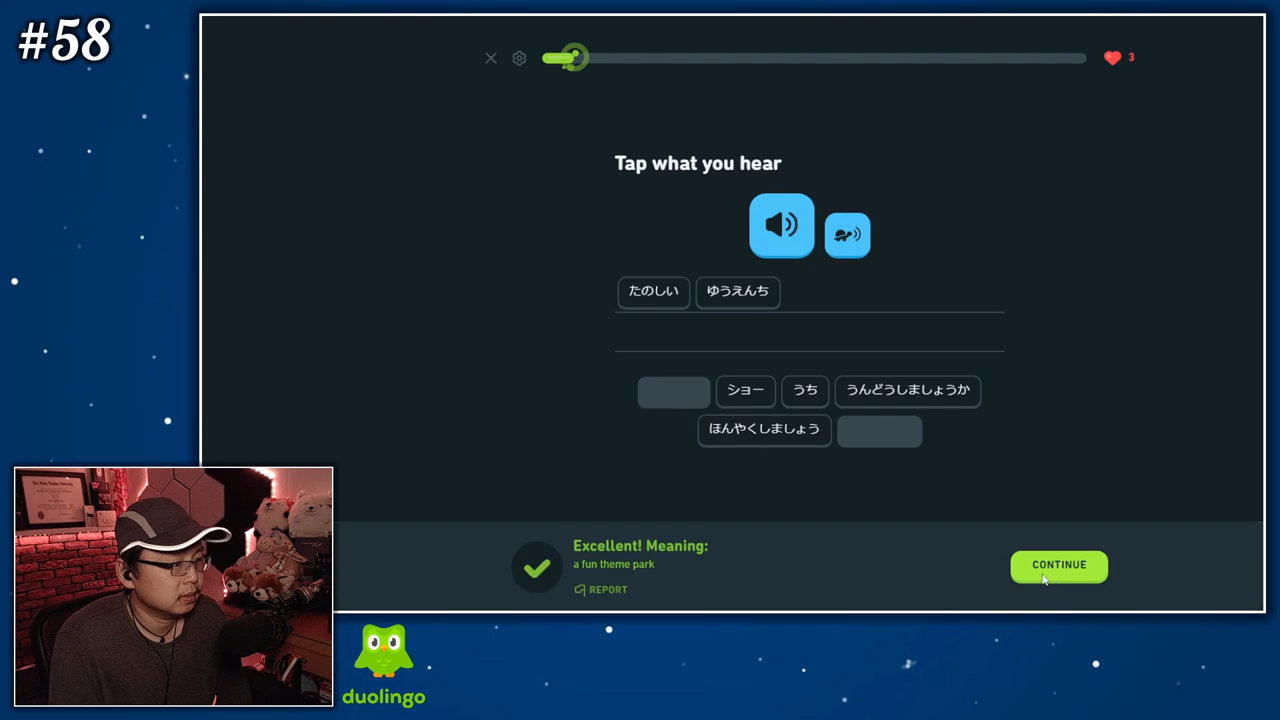 #58
3
Tap what you hear
たのしい ゆうえんち
ショー うち うんどうしましょうか
ほんやくしましょう
Excellent! Meaning:
a fun theme park
REPORT
CONTINUE
duolingo